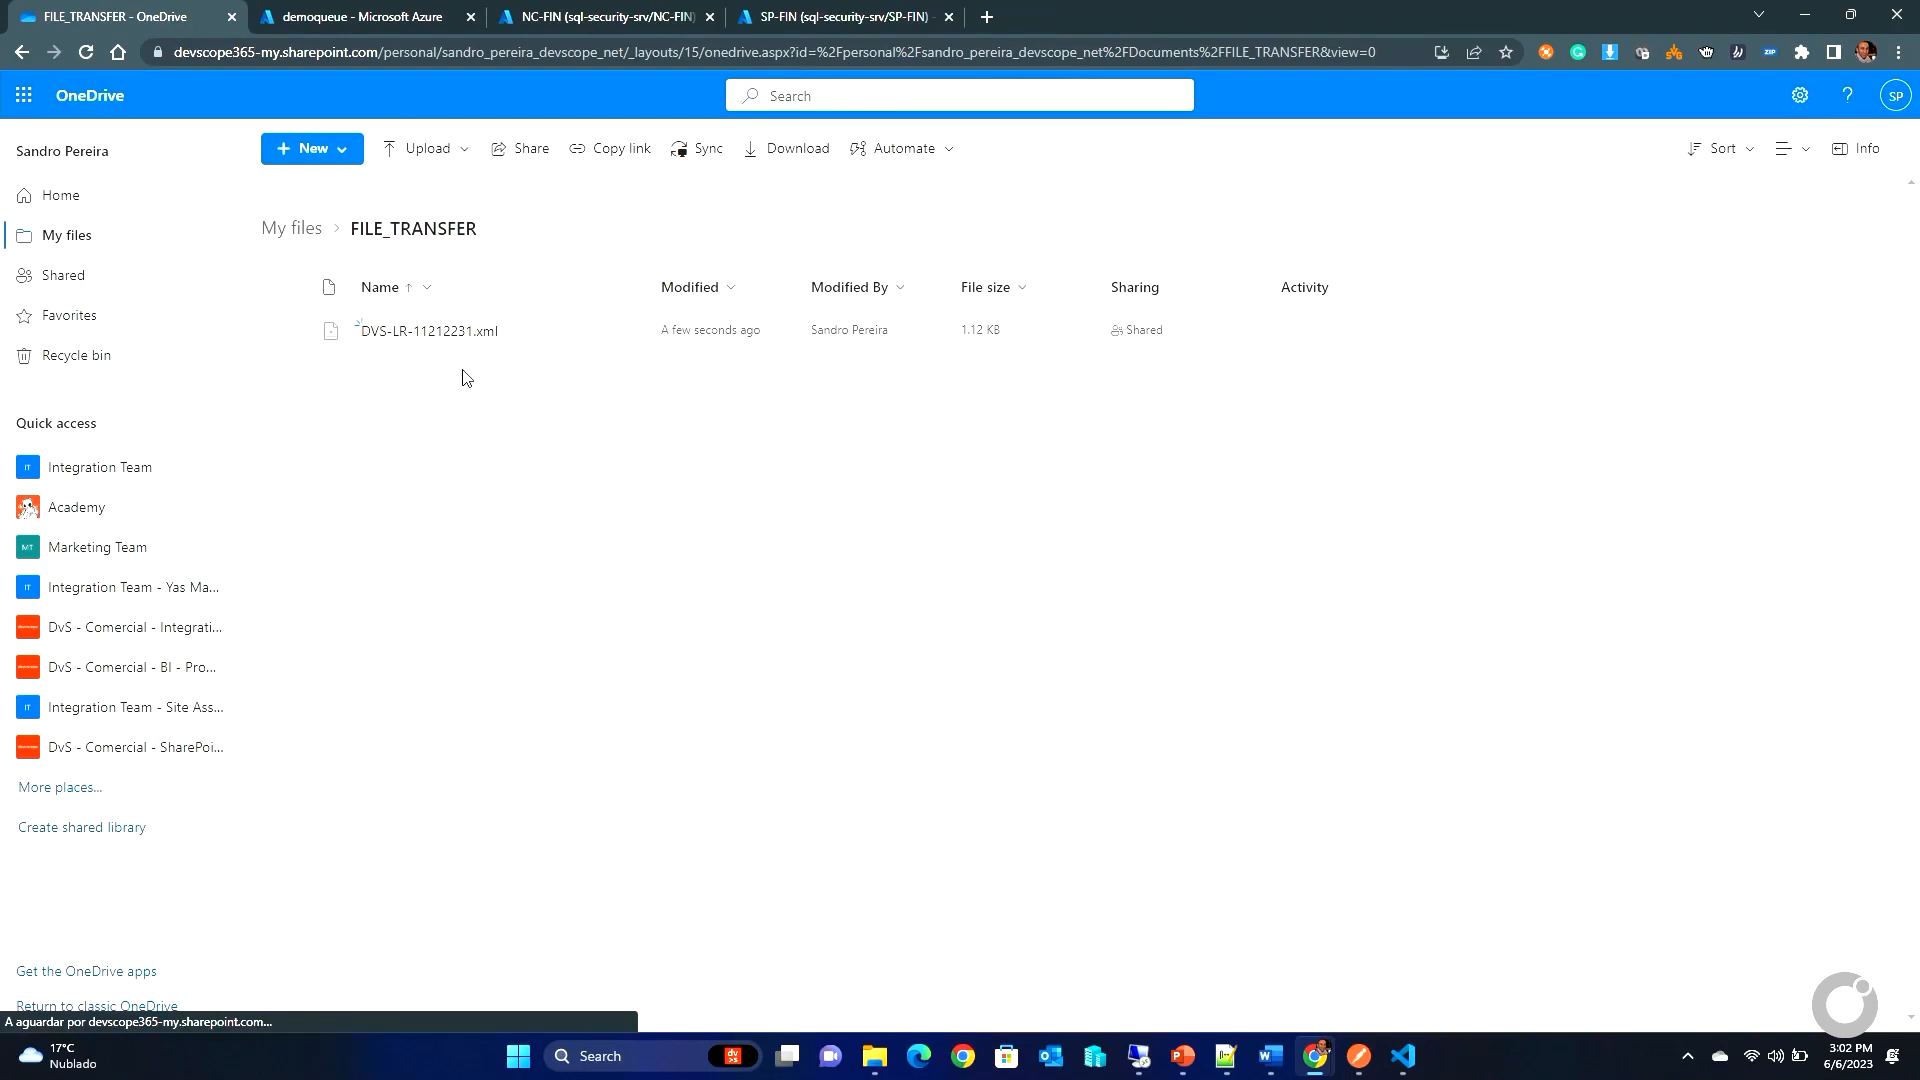 FILE_TRANSFER - OneDrive
demoqueue - Microsoft Azure
NC-FIN (sql-security-srv/NC-FIN)
SP-FIN (sql-security-srv/SP-FIN) -
devscope365-my.sharepoint.com/personal/sandro_pereira_devscope_net/_layouts/15/onedrive.aspx?id=%2Fpersonal%2Fsandro_pereira_devscope_net%2FDocuments%2FFILE_TRANSFER&view=0
ZIP
OneDrive
Search
?
SP
Sandro Pereira
New
Upload
Share
Copy link
Sync
Download
Automate
Sort
Info
Home
My files
Shared
Favorites
Recycle bin
My files > FILE_TRANSFER
Name
Modified
Modified By
File size
Sharing
Activity
DVS-LR-11212231.xml
A few seconds ago
Sandro Pereira
1.12 KB
Shared
Quick access
IT Integration Team
Academy
MT Marketing Team
IT Integration Team - Yas Ma...
DvS - Comercial - Integrati...
DvS - Comercial - BI - Pro...
IT Integration Team - Site Ass...
DvS - Comercial - SharePoi...
More places...
Create shared library
Get the OneDrive apps
Return to classic OneDrive
A aguardar por devscope365-my.sharepoint.com...
17°C
Nublado
Search
3:02 PM
6/6/2023